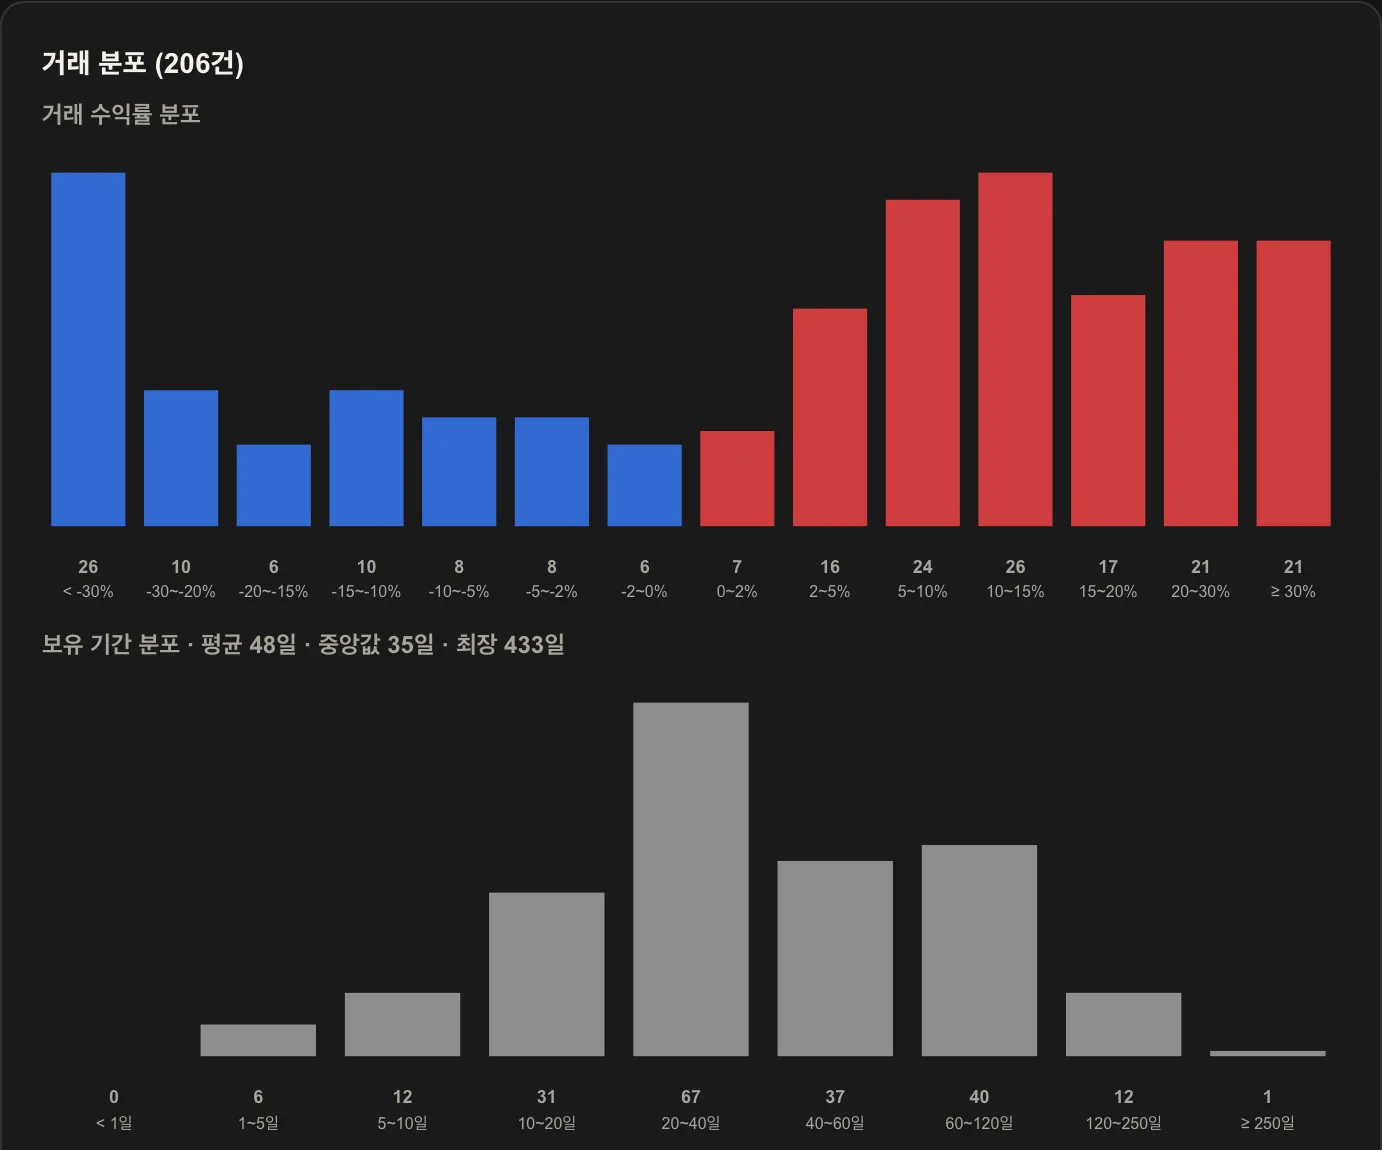 거래 분포 (206건)
거래 수익률 분포
26 10 6 10 8 8 6 7 16 24 26 17 21 21
< -30% -30~-20% -20~-15% -15~-10% -10~-5% -5~-2% -2~0% 0~2% 2~5% 5~10% 10~15% 15~20% 20~30% ≥ 30%
보유 기간 분포 · 평균 48일 · 중앙값 35일 · 최장 433일
0 6 12 31 67 37 40 12 1
< 1일 1~5일 5~10일 10~20일 20~40일 40~60일 60~120일 120~250일 ≥ 250일